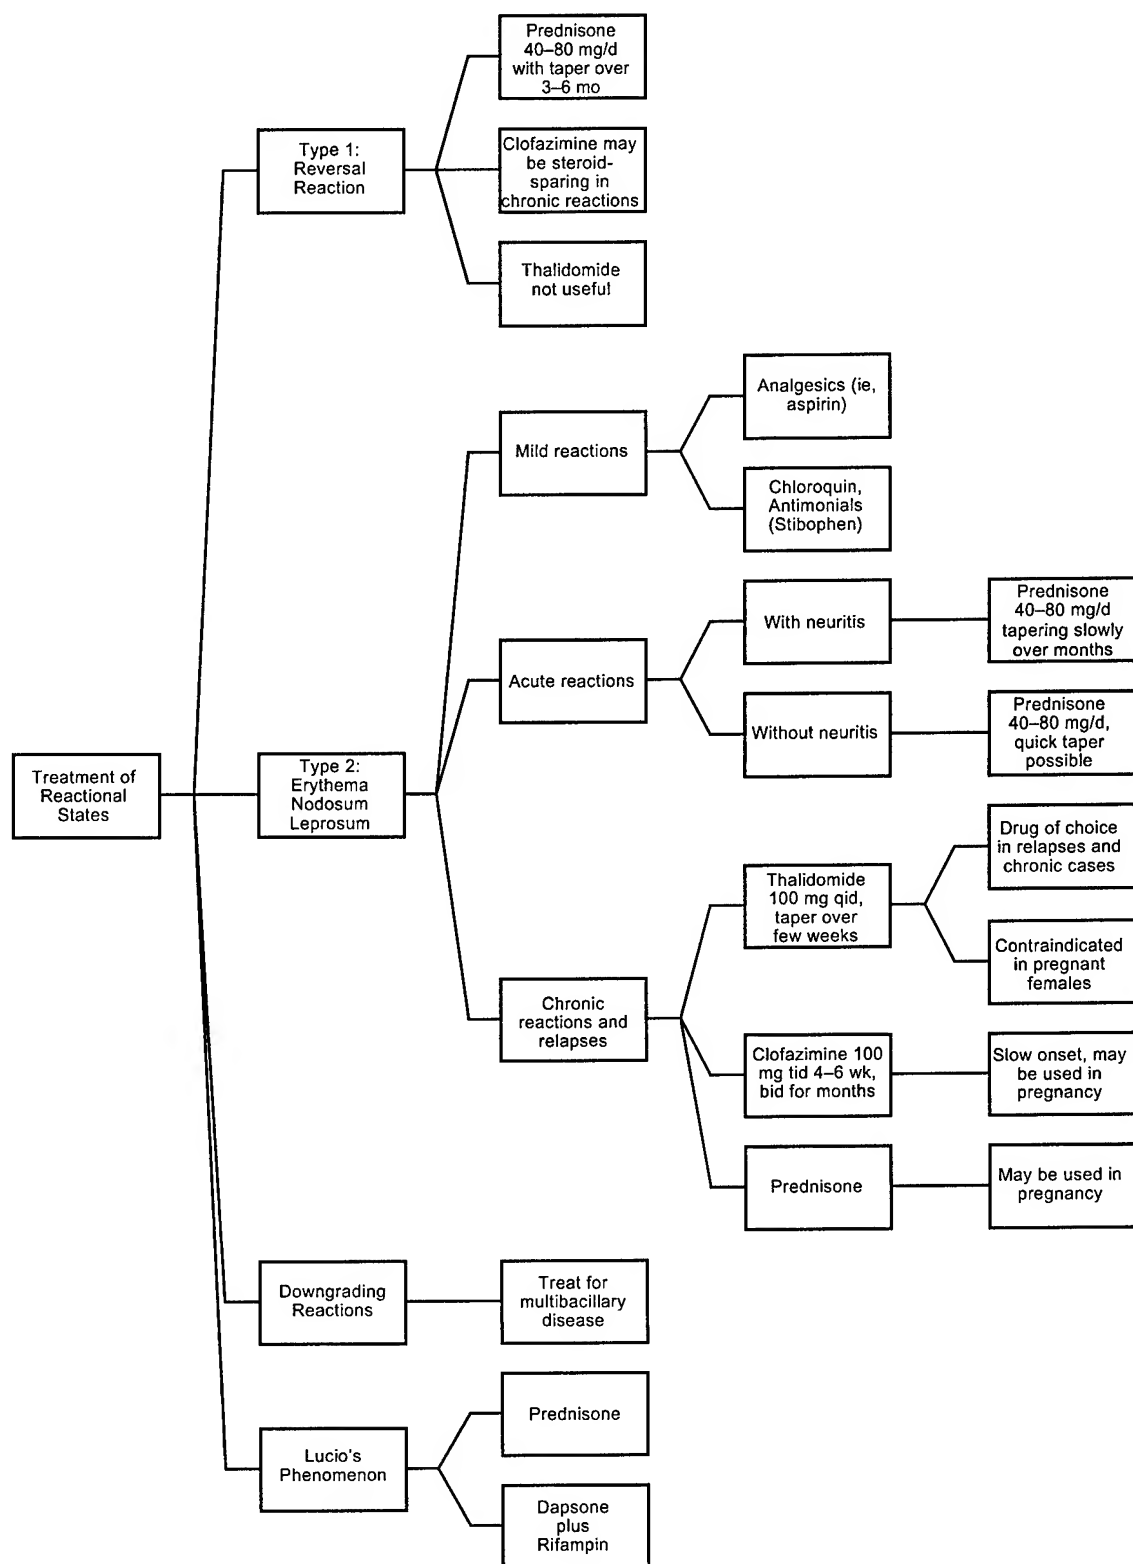 Treatment of
Reactional
States
Type 1:
Reversal
Reaction
Prednisone
40–80 mg/d
with taper over
3–6 mo
Clofazimine may
be steroid-
sparing in
chronic reactions
Thalidomide
not useful
Type 2:
Erythema
Nodosum
Leprosum
Mild reactions
Analgesics (ie,
aspirin)
Chloroquin,
Antimonials
(Stibophen)
Acute reactions
With neuritis
Prednisone
40–80 mg/d
tapering slowly
over months
Without neuritis
Prednisone
40–80 mg/d,
quick taper
possible
Chronic
reactions and
relapses
Thalidomide
100 mg qid,
taper over
few weeks
Drug of choice
in relapses and
chronic cases
Contraindicated
in pregnant
females
Clofazimine 100
mg tid 4–6 wk,
bid for months
Slow onset, may
be used in
pregnancy
Prednisone
May be used in
pregnancy
Downgrading
Reactions
Treat for
multibacillary
disease
Lucio's
Phenomenon
Prednisone
Dapsone
plus
Rifampin